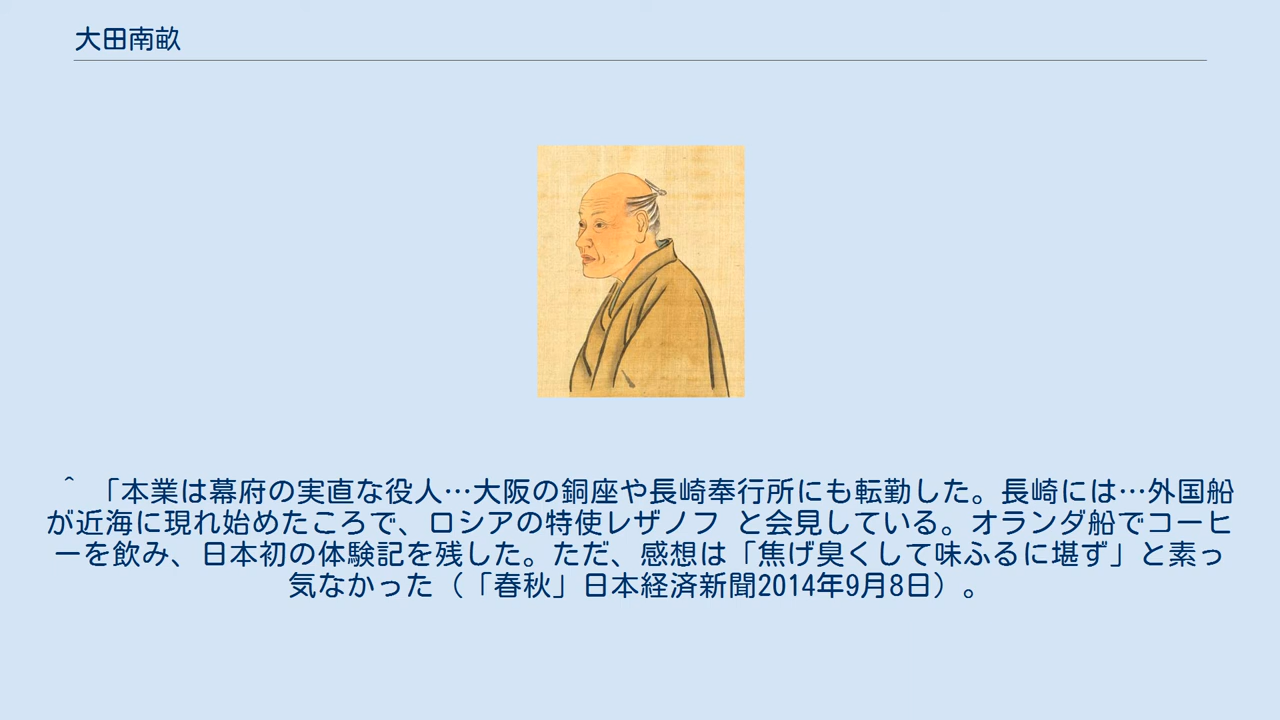 大田南畝
^ 「本業は幕府の実直な役人…大阪の銅座や長崎奉行所にも転勤した。長崎には…外国船
が近海に現れ始めたころで、ロシアの特使レザノフ と会見している。オランダ船でコーヒ
ーを飲み、日本初の体験記を残した。ただ、感想は「焦げ臭くして味ふるに堪ず」と素っ
気なかった（「春秋」日本経済新聞2014年9月8日）。